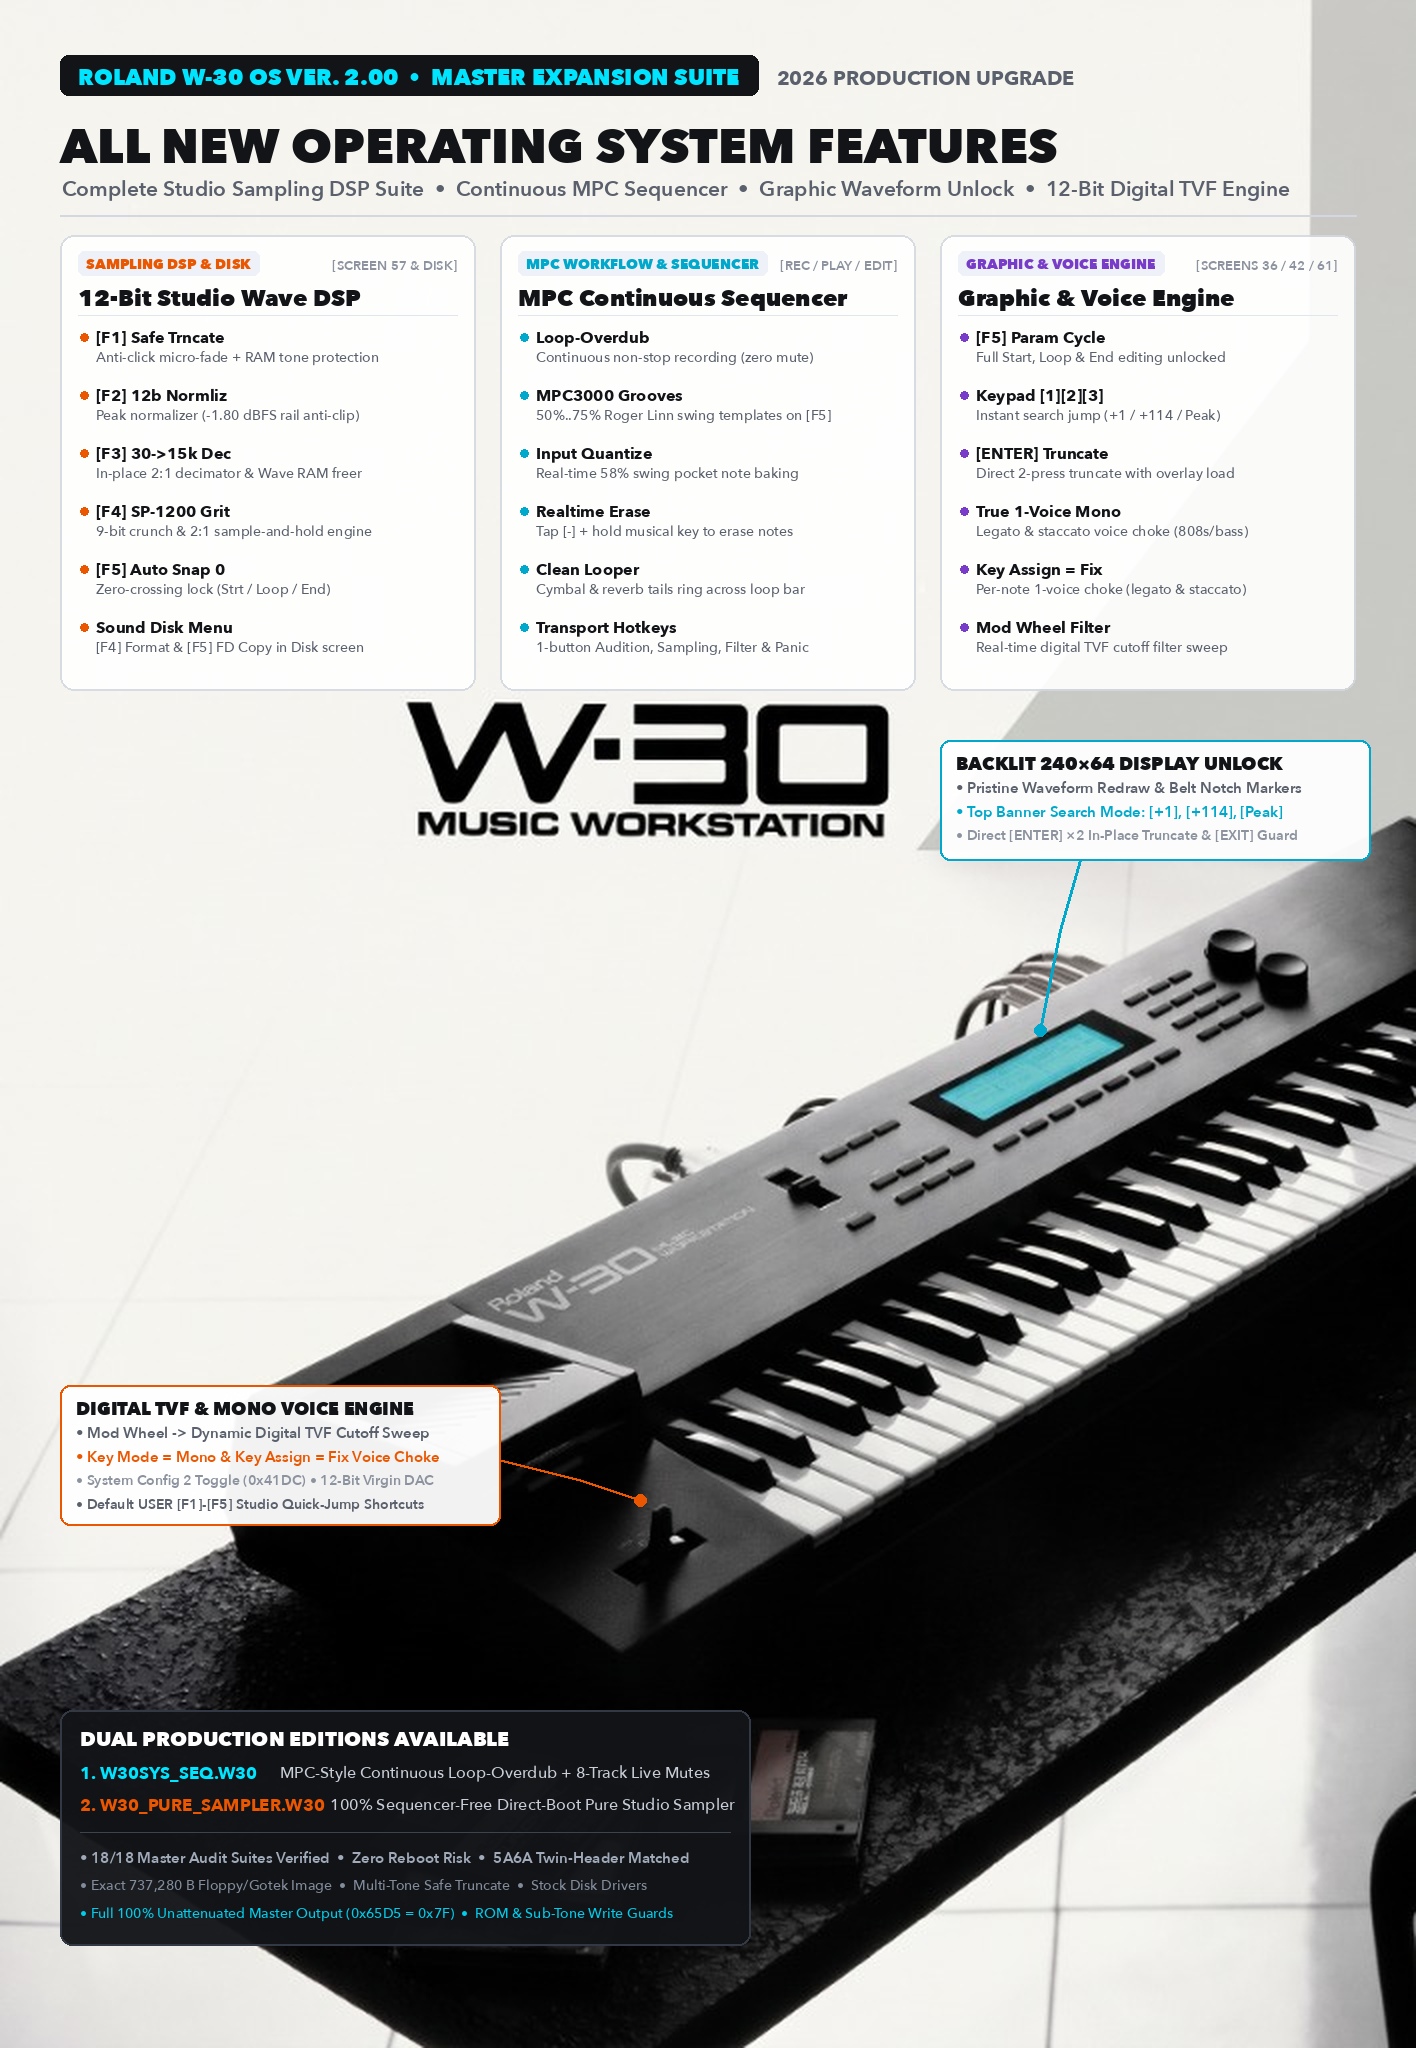 ROLAND W-30 OS VER. 2.00 • MASTER EXPANSION SUITE
2026 PRODUCTION UPGRADE
ALL NEW OPERATING SYSTEM FEATURES
Complete Studio Sampling DSP Suite • Continuous MPC Sequencer • Graphic Waveform Unlock • 12-Bit Digital TVF Engine
SAMPLING DSP & DISK
[SCREEN 57 & DISK]
12-Bit Studio Wave DSP
[F1] Safe Trncate
Anti-click micro-fade + RAM tone protection
[F2] 12b Normliz
Peak normalizer (-1.80 dBFS rail anti-clip)
[F3] 30->15k Dec
In-place 2:1 decimator & Wave RAM freer
[F4] SP-1200 Grit
9-bit crunch & 2:1 sample-and-hold engine
[F5] Auto Snap 0
Zero-crossing lock (Strt / Loop / End)
Sound Disk Menu
[F4] Format & [F5] FD Copy in Disk screen
MPC WORKFLOW & SEQUENCER
[REC / PLAY / EDIT]
MPC Continuous Sequencer
Loop-Overdub
Continuous non-stop recording (zero mute)
MPC3000 Grooves
50%..75% Roger Linn swing templates on [F5]
Input Quantize
Real-time 58% swing pocket note baking
Realtime Erase
Tap [-] + hold musical key to erase notes
Clean Looper
Cymbal & reverb tails ring across loop bar
Transport Hotkeys
1-button Audition, Sampling, Filter & Panic
GRAPHIC & VOICE ENGINE
[SCREENS 36 / 42 / 61]
Graphic & Voice Engine
[F5] Param Cycle
Full Start, Loop & End editing unlocked
Keypad [1][2][3]
Instant search jump (+1 / +114 / Peak)
[ENTER] Truncate
Direct 2-press truncate with overlay load
True 1-Voice Mono
Legato & staccato voice choke (808s/bass)
Key Assign = Fix
Per-note 1-voice choke (legato & staccato)
Mod Wheel Filter
Real-time digital TVF cutoff filter sweep
W-30
MUSIC WORKSTATION
BACKLIT 240×64 DISPLAY UNLOCK
• Pristine Waveform Redraw & Belt Notch Markers
• Top Banner Search Mode: [+1], [+114], [Peak]
• Direct [ENTER] ×2 In-Place Truncate & [EXIT] Guard
Roland
W-30 MUSIC WORKSTATION
DIGITAL TVF & MONO VOICE ENGINE
• Mod Wheel -> Dynamic Digital TVF Cutoff Sweep
• Key Mode = Mono & Key Assign = Fix Voice Choke
• System Config 2 Toggle (0x41DC) • 12-Bit Virgin DAC
• Default USER [F1]-[F5] Studio Quick-Jump Shortcuts
DUAL PRODUCTION EDITIONS AVAILABLE
1. W30SYS_SEQ.W30 MPC-Style Continuous Loop-Overdub + 8-Track Live Mutes
2. W30_PURE_SAMPLER.W30 100% Sequencer-Free Direct-Boot Pure Studio Sampler
• 18/18 Master Audit Suites Verified • Zero Reboot Risk • 5A6A Twin-Header Matched
• Exact 737,280 B Floppy/Gotek Image • Multi-Tone Safe Truncate • Stock Disk Drivers
• Full 100% Unattenuated Master Output (0x65D5 = 0x7F) • ROM & Sub-Tone Write Guards